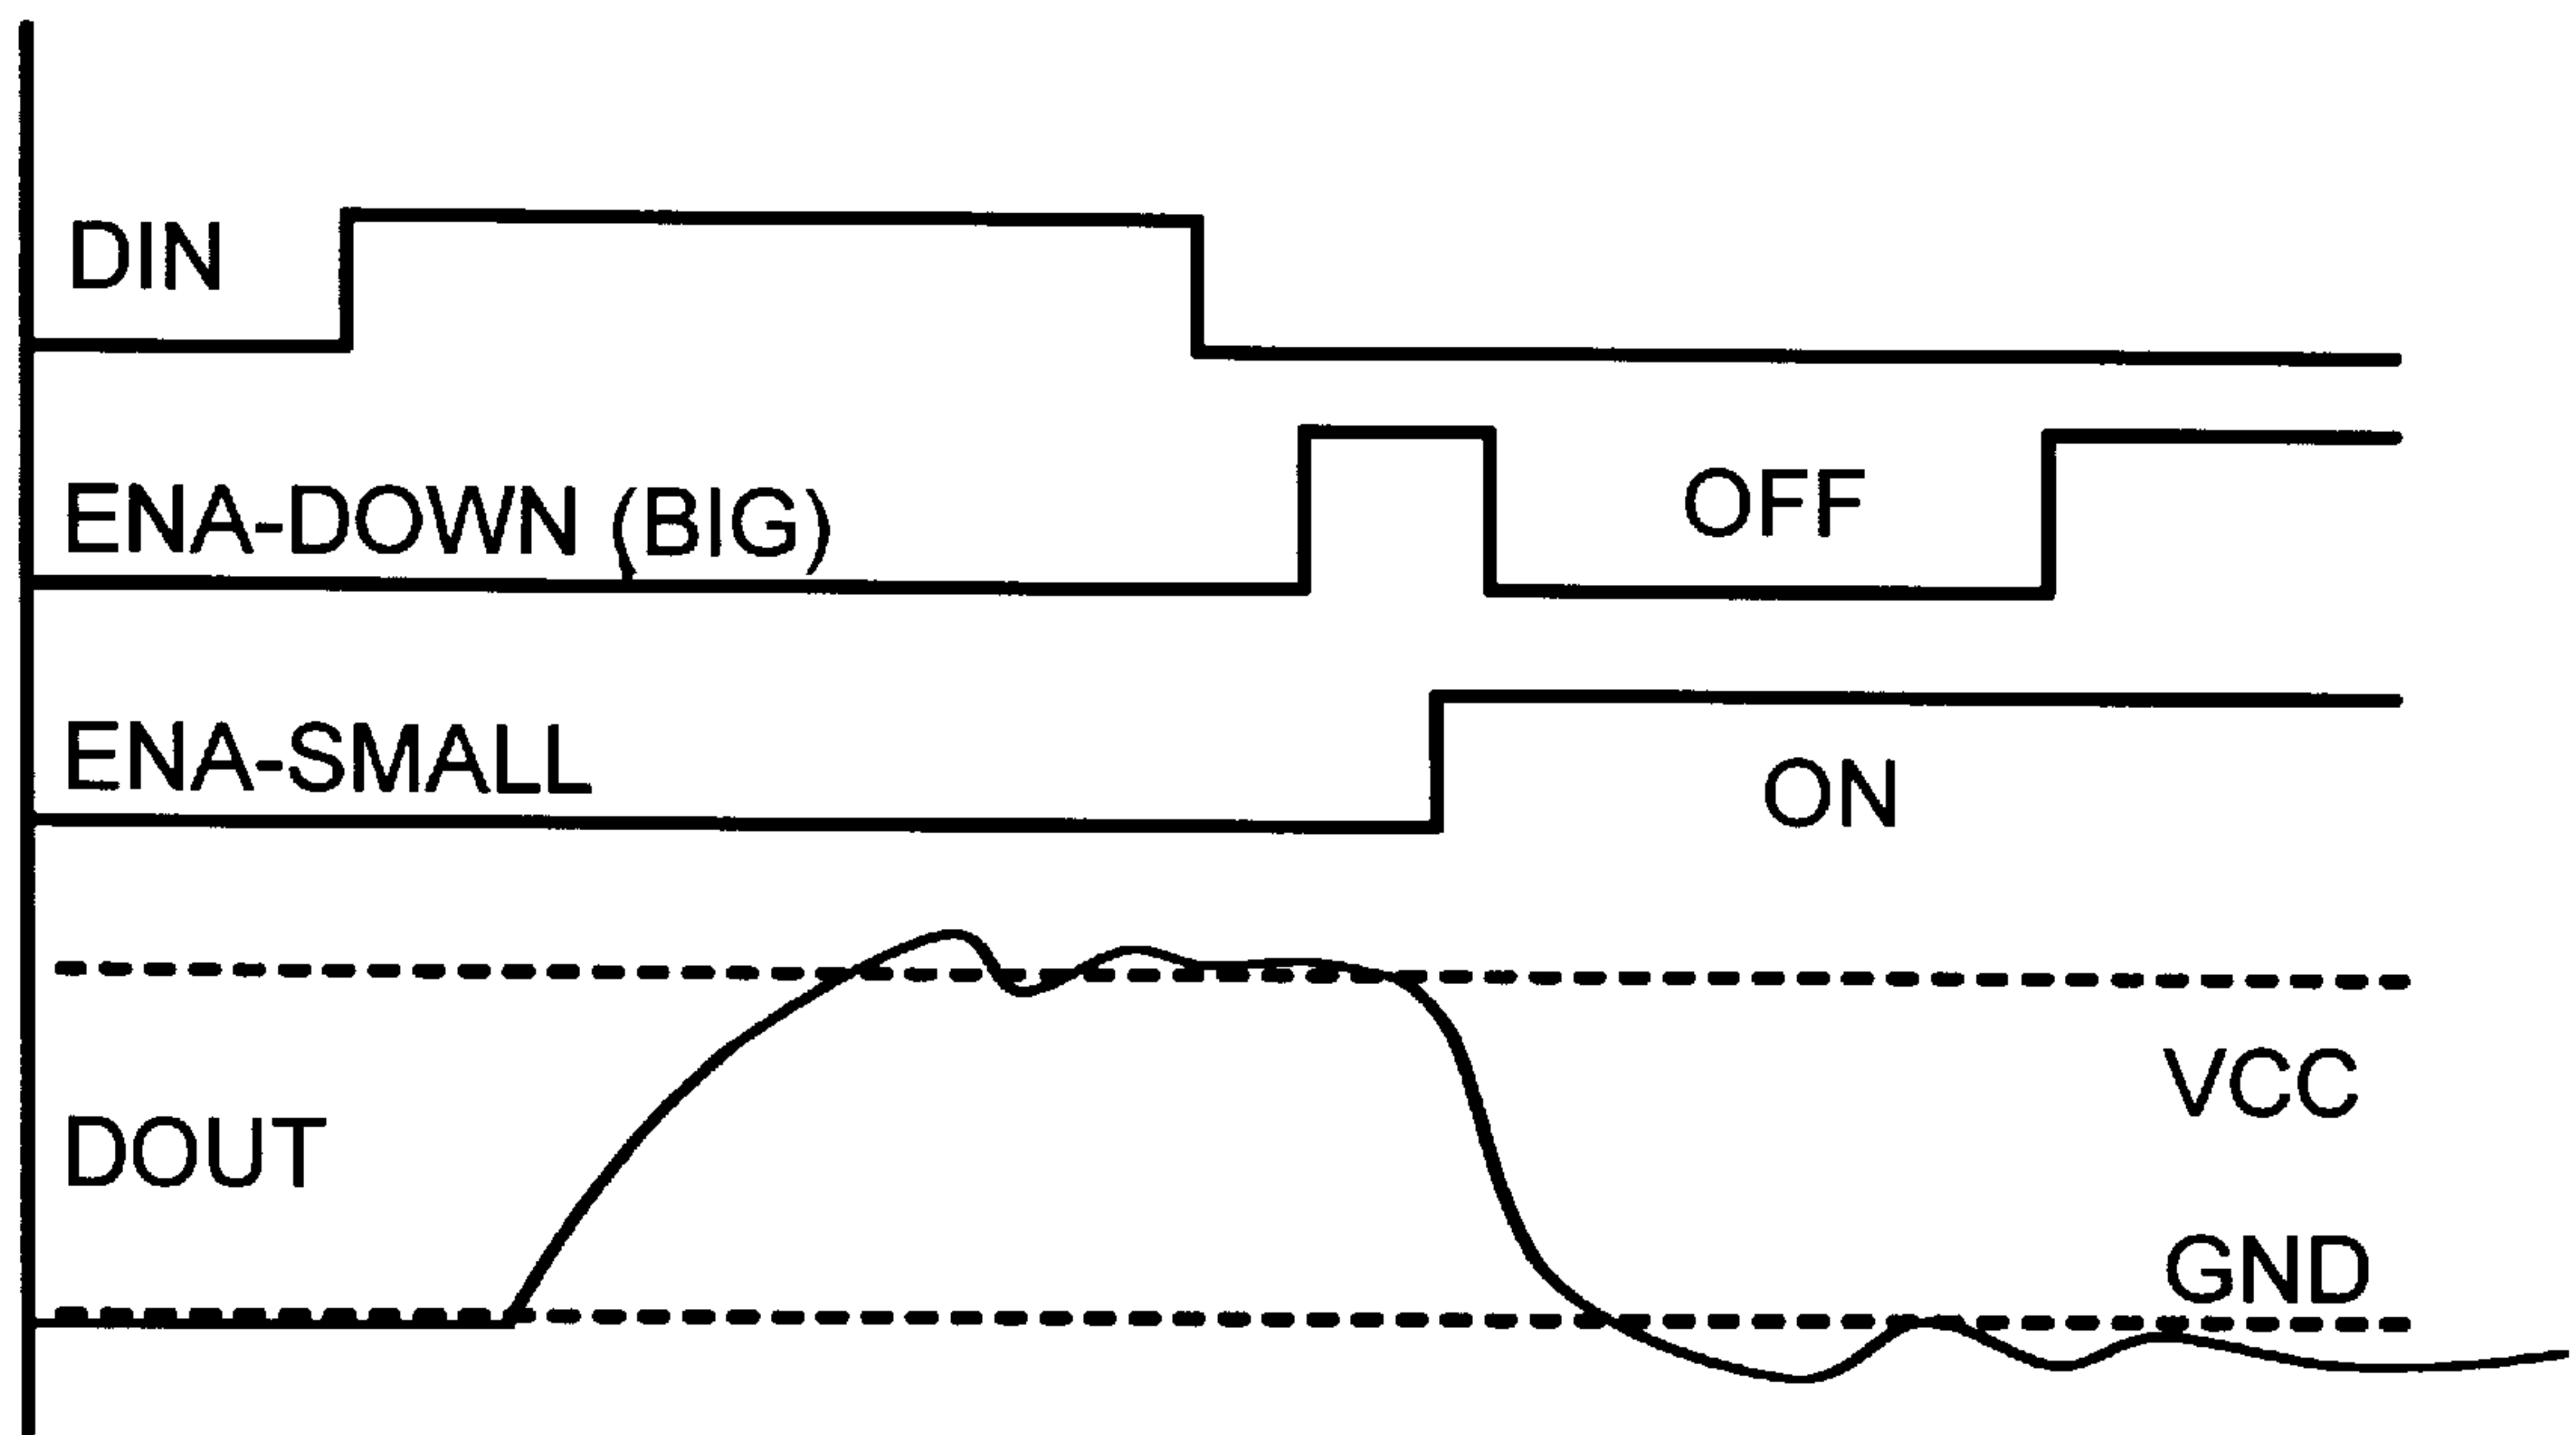 DIN
ENA-DOWN (BIG)
OFF
ENA-SMALL
ON
VCC
DOUT
GND